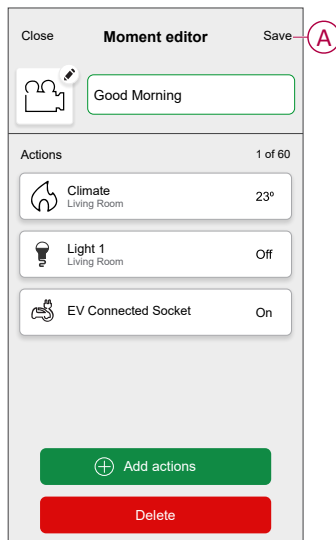 Close Moment editor Save A
Good Morning
Actions 1 of 60
Climate
Living Room
23º
Light 1
Living Room
Off
EV Connected Socket On
Add actions
Delete